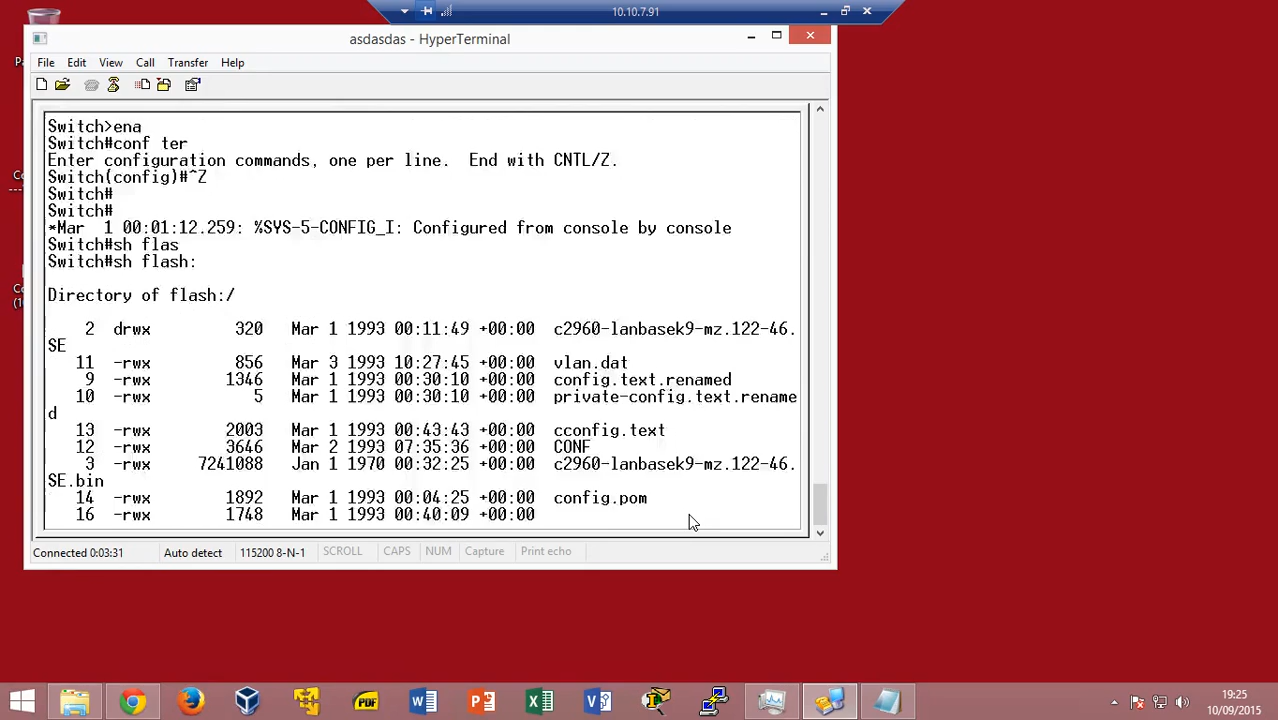 10.10.7.91
asdasdas - HyperTerminal
File Edit View Call Transfer Help
Switch>ena
Switch#conf ter
Enter configuration commands, one per line.  End with CNTL/Z.
Switch(config)#^Z
Switch#
Switch#
*Mar  1 00:01:12.259: %SYS-5-CONFIG_I: Configured from console by console
Switch#sh flas
Switch#sh flash:
Directory of flash:/
2  drwx         320   Mar 1 1993 00:11:49 +00:00  c2960-lanbasek9-mz.122-46.
SE
11  -rwx         856   Mar 3 1993 10:27:45 +00:00  vlan.dat
9  -rwx        1346   Mar 1 1993 00:30:10 +00:00  config.text.renamed
10  -rwx           5   Mar 1 1993 00:30:10 +00:00  private-config.text.rename
d
13  -rwx        2003   Mar 1 1993 00:43:43 +00:00  cconfig.text
12  -rwx        3646   Mar 2 1993 07:35:36 +00:00  CONF
3  -rwx     7241088   Jan 1 1970 00:32:25 +00:00  c2960-lanbasek9-mz.122-46.
SE.bin
14  -rwx        1892   Mar 1 1993 00:04:25 +00:00  config.pom
16  -rwx        1748   Mar 1 1993 00:40:09 +00:00
Connected 0:03:31 Auto detect 115200 8-N-1 SCROLL CAPS NUM Capture Print echo
PDF
19:25
10/09/2015